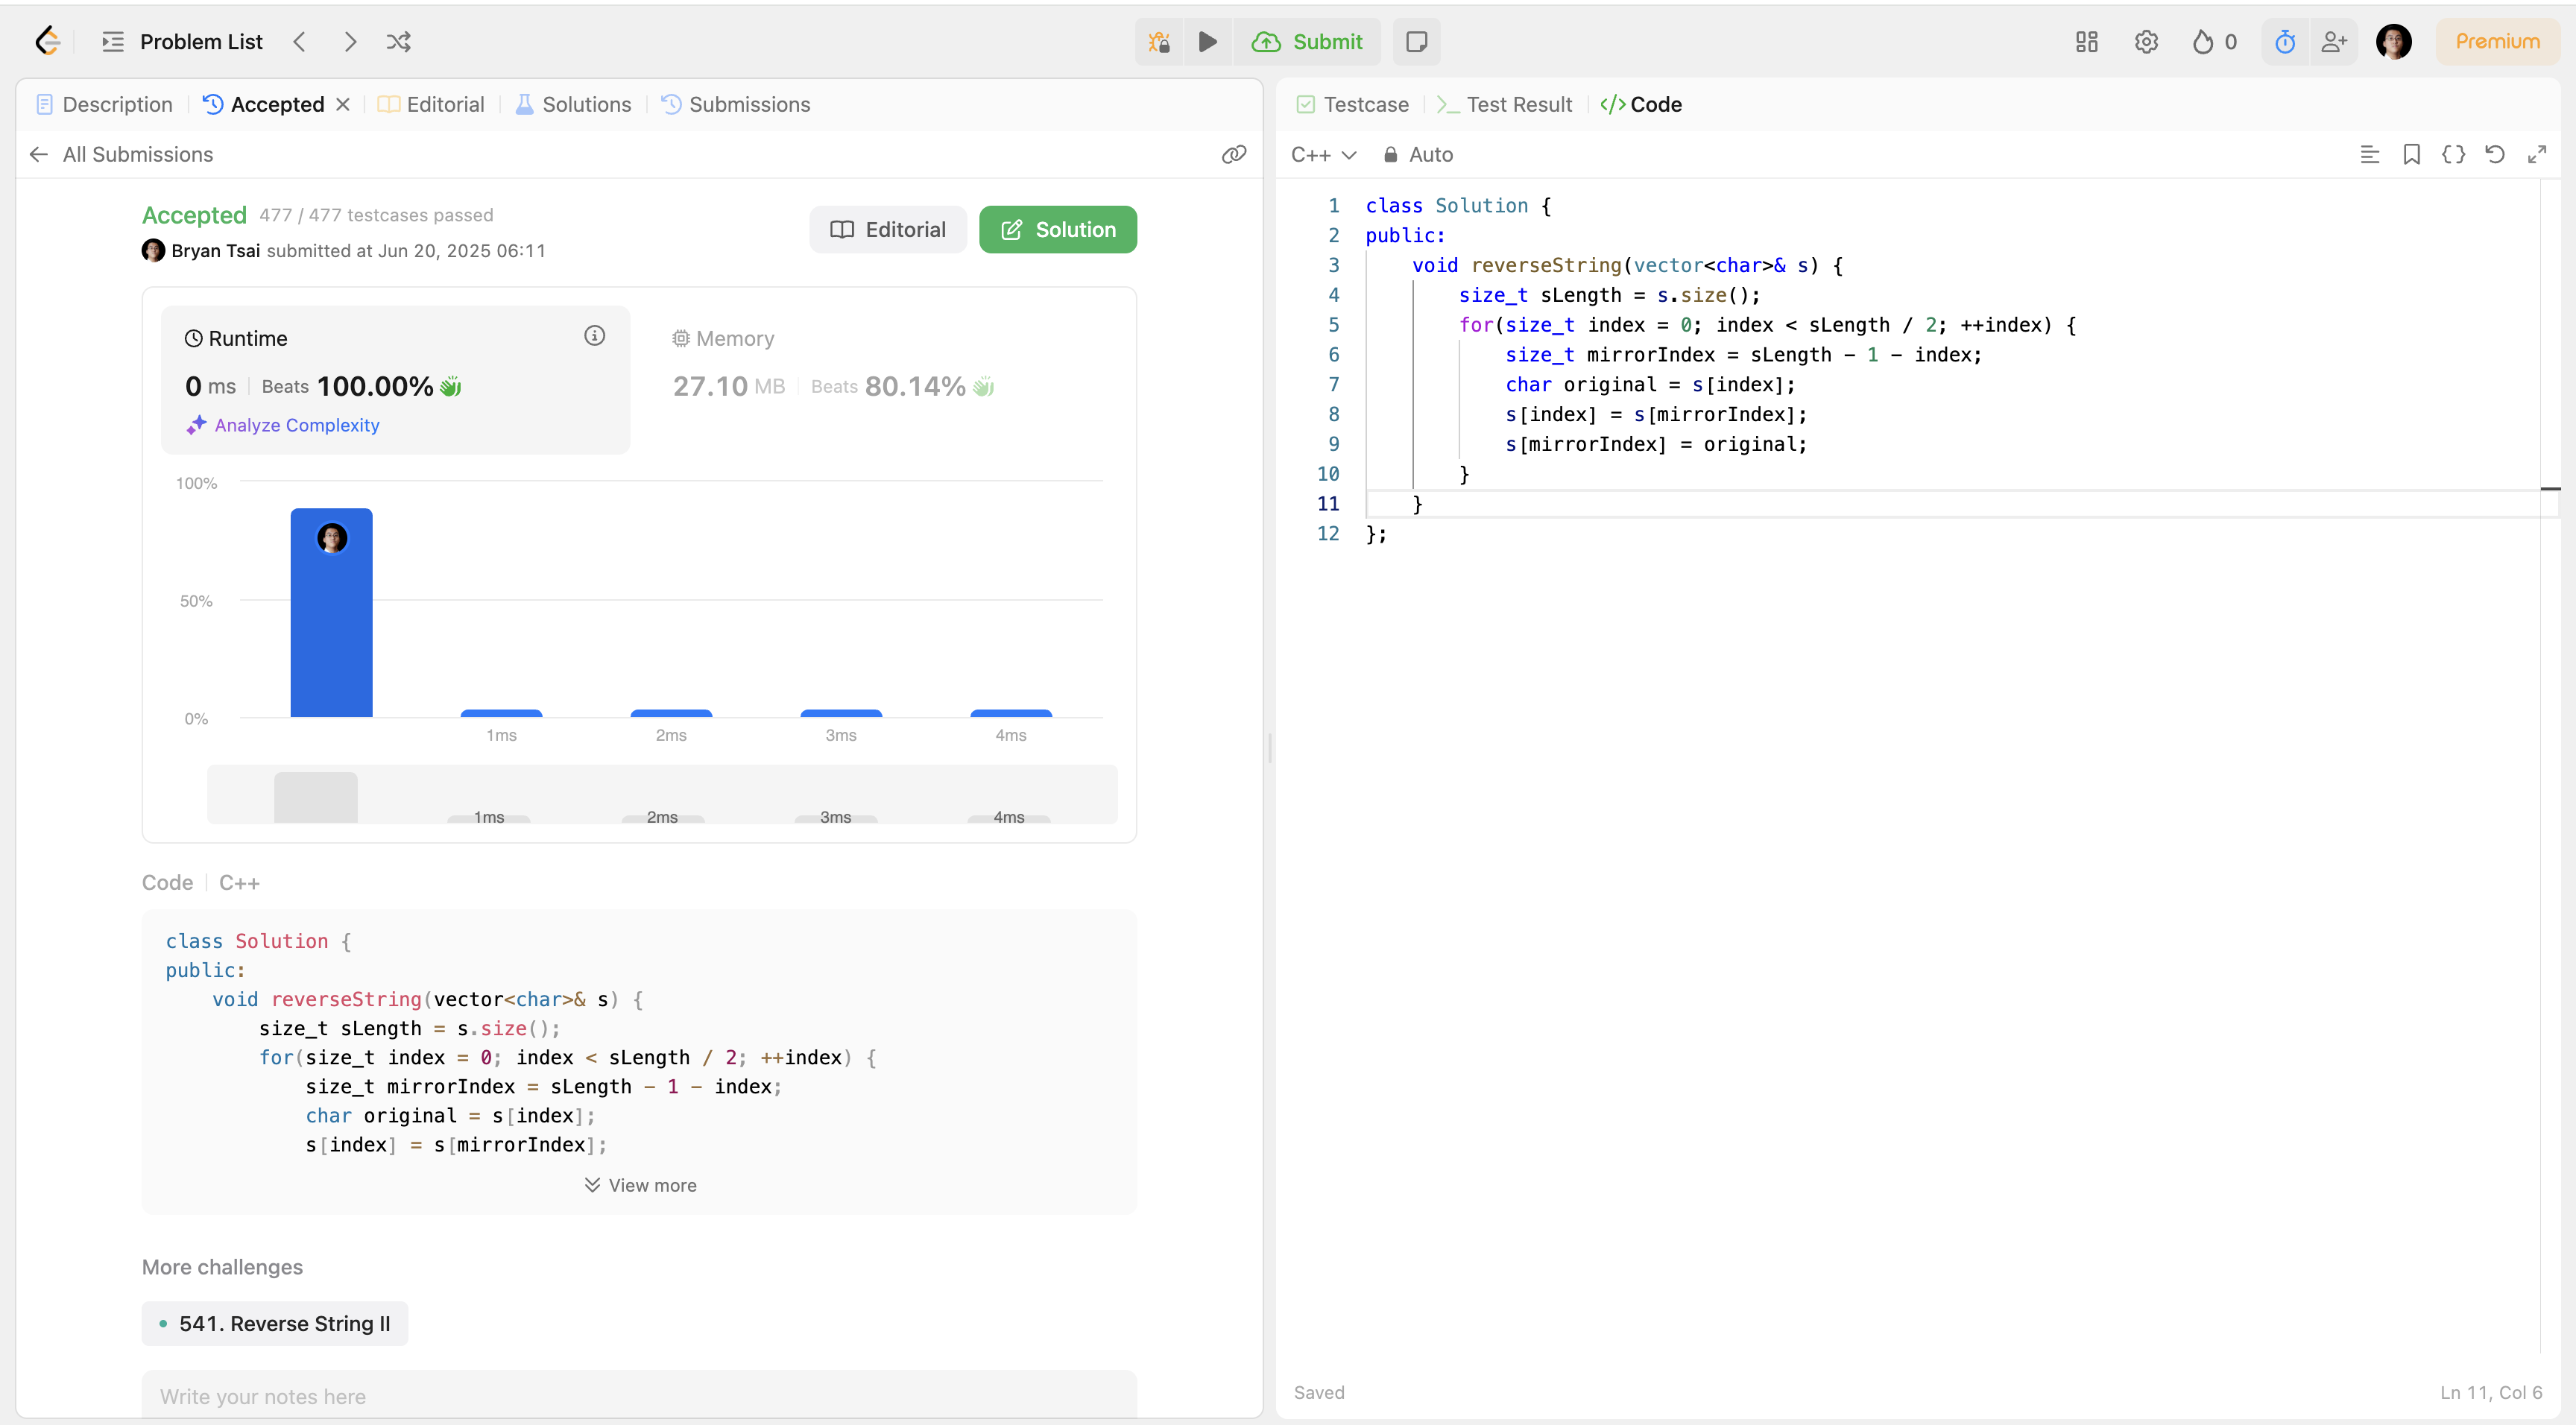 Problem List
Submit
0
Premium
Description
Accepted
Editorial
Solutions
Submissions
All Submissions
Accepted 477 / 477 testcases passed
Bryan Tsai submitted at Jun 20, 2025 06:11
Editorial
Solution
Runtime
0 ms Beats 100.00%
Analyze Complexity
Memory
27.10 MB Beats 80.14%
100%
50%
0%
1ms 2ms 3ms 4ms
1ms 2ms 3ms 4ms
Code C++
class Solution {
public:
    void reverseString(vector<char>& s) {
        size_t sLength = s.size();
        for(size_t index = 0; index < sLength / 2; ++index) {
            size_t mirrorIndex = sLength - 1 - index;
            char original = s[index];
            s[index] = s[mirrorIndex];
View more
More challenges
541. Reverse String II
Write your notes here
Testcase
Test Result
</> Code
C++
Auto
1 class Solution {
2 public:
3     void reverseString(vector<char>& s) {
4         size_t sLength = s.size();
5         for(size_t index = 0; index < sLength / 2; ++index) {
6             size_t mirrorIndex = sLength - 1 - index;
7             char original = s[index];
8             s[index] = s[mirrorIndex];
9             s[mirrorIndex] = original;
10         }
11     }
12 };
Saved
Ln 11, Col 6